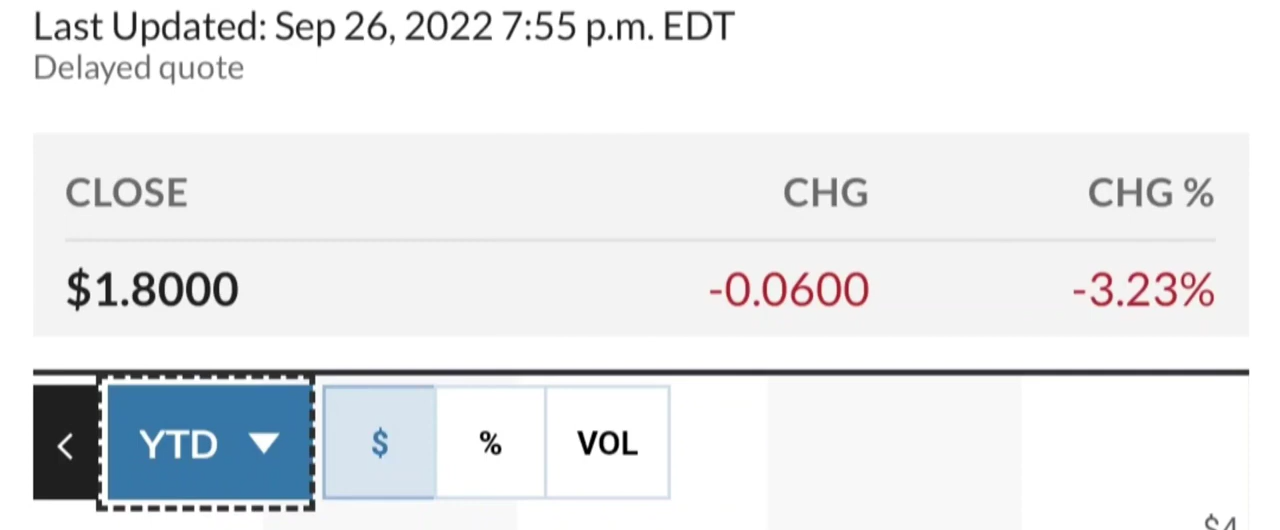 Last Updated: Sep 26, 2022 7:55 p.m. EDT
Delayed quote
CLOSE CHG CHG %
$1.8000 -0.0600 -3.23%
YTD $ % VOL
$4